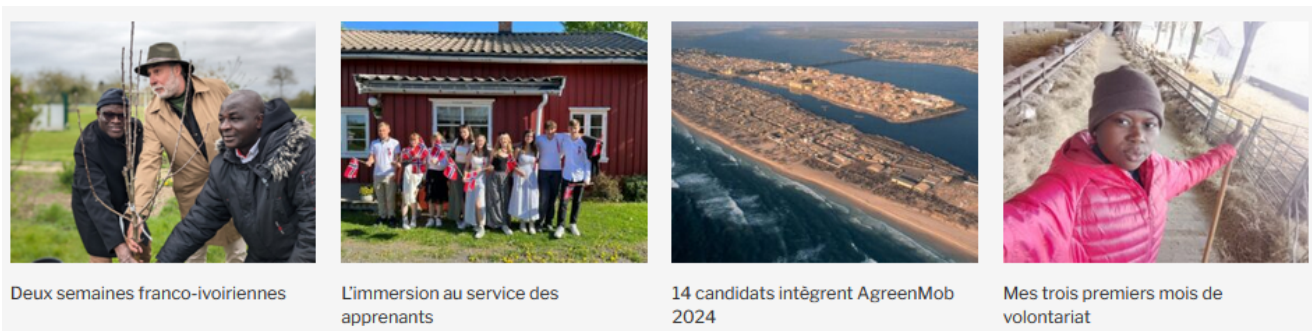 Deux semaines franco-ivoiriennes
L'immersion au service des
apprenants
14 candidats intègrent AgreenMob
2024
Mes trois premiers mois de
volontariat